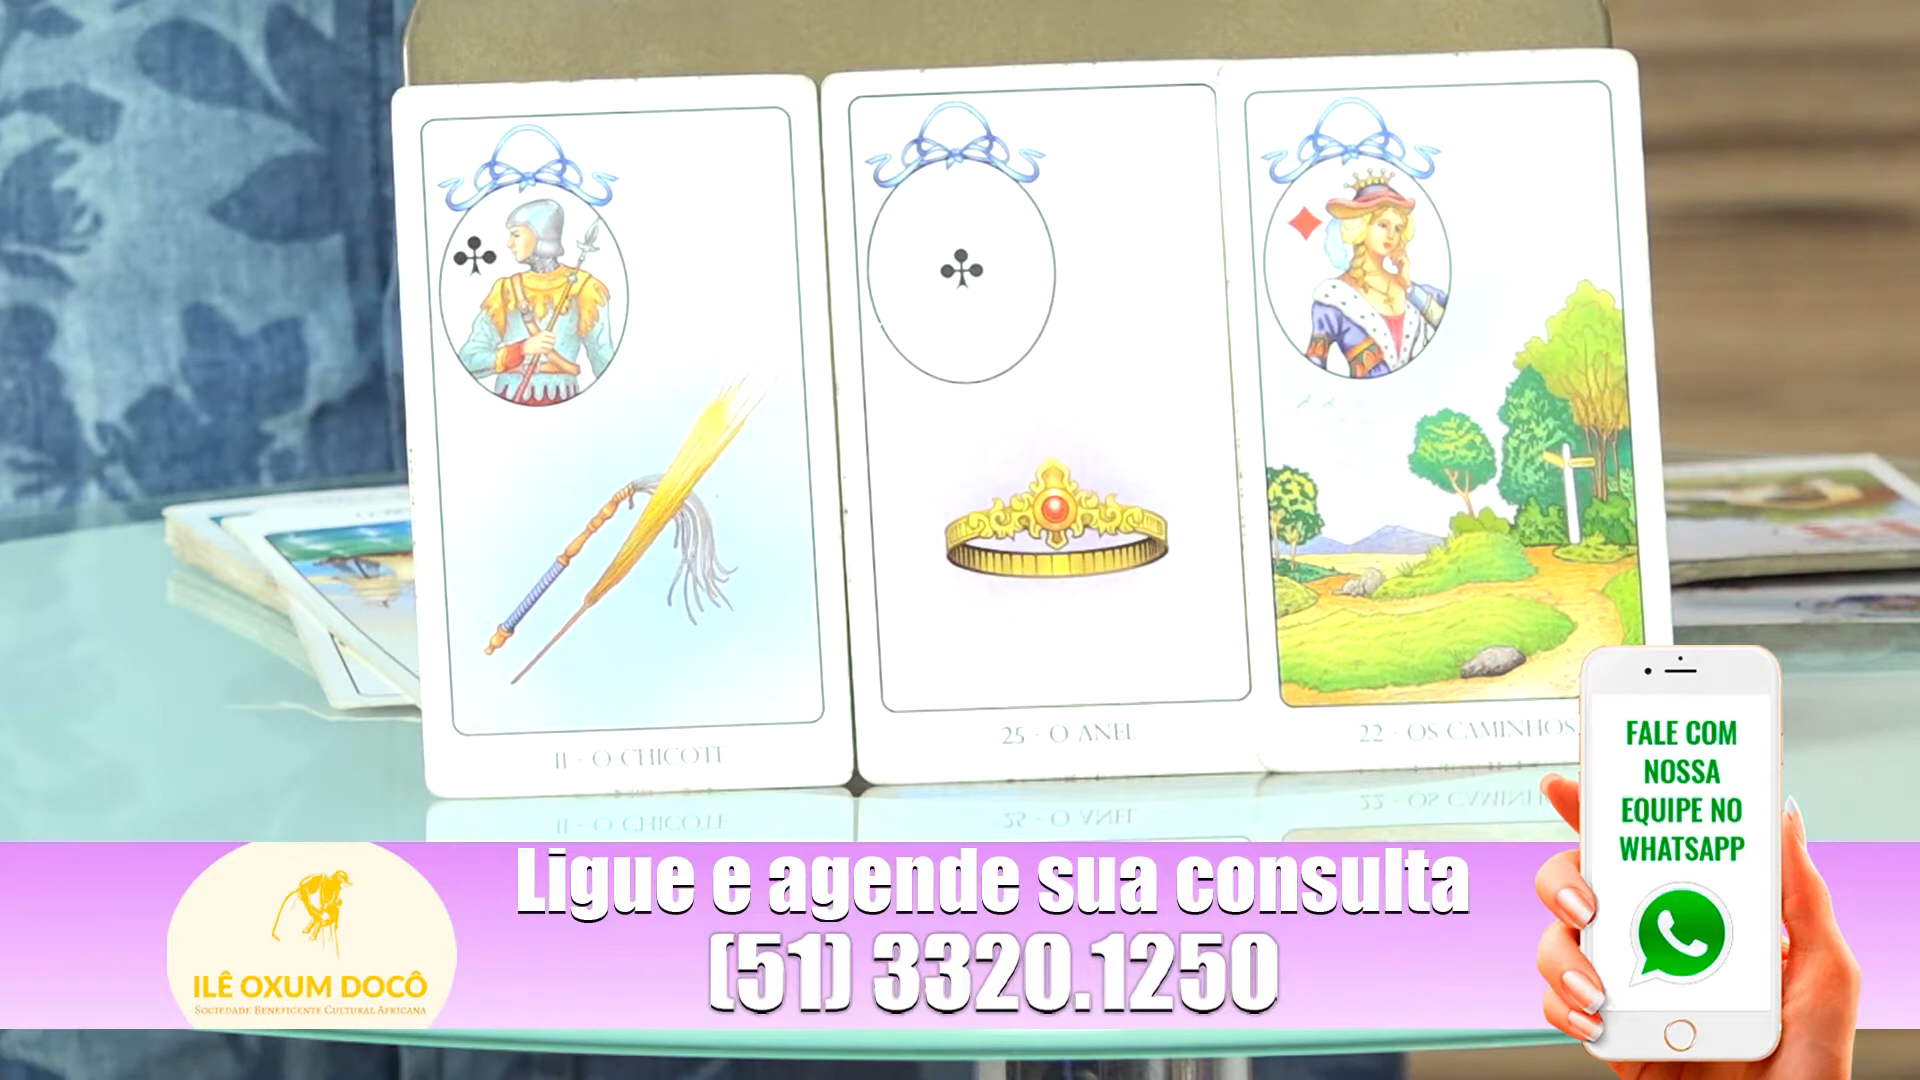 11 - O CHICOTE
25 - O ANEL
22 - OS CAMINHOS
FALE COM
NOSSA
EQUIPE NO
WHATSAPP
Ligue e agende sua consulta
(51) 3320.1250
ILÊ OXUM DOCÔ
SOCIEDADE BENEFICENTE CULTURAL AFRICANA